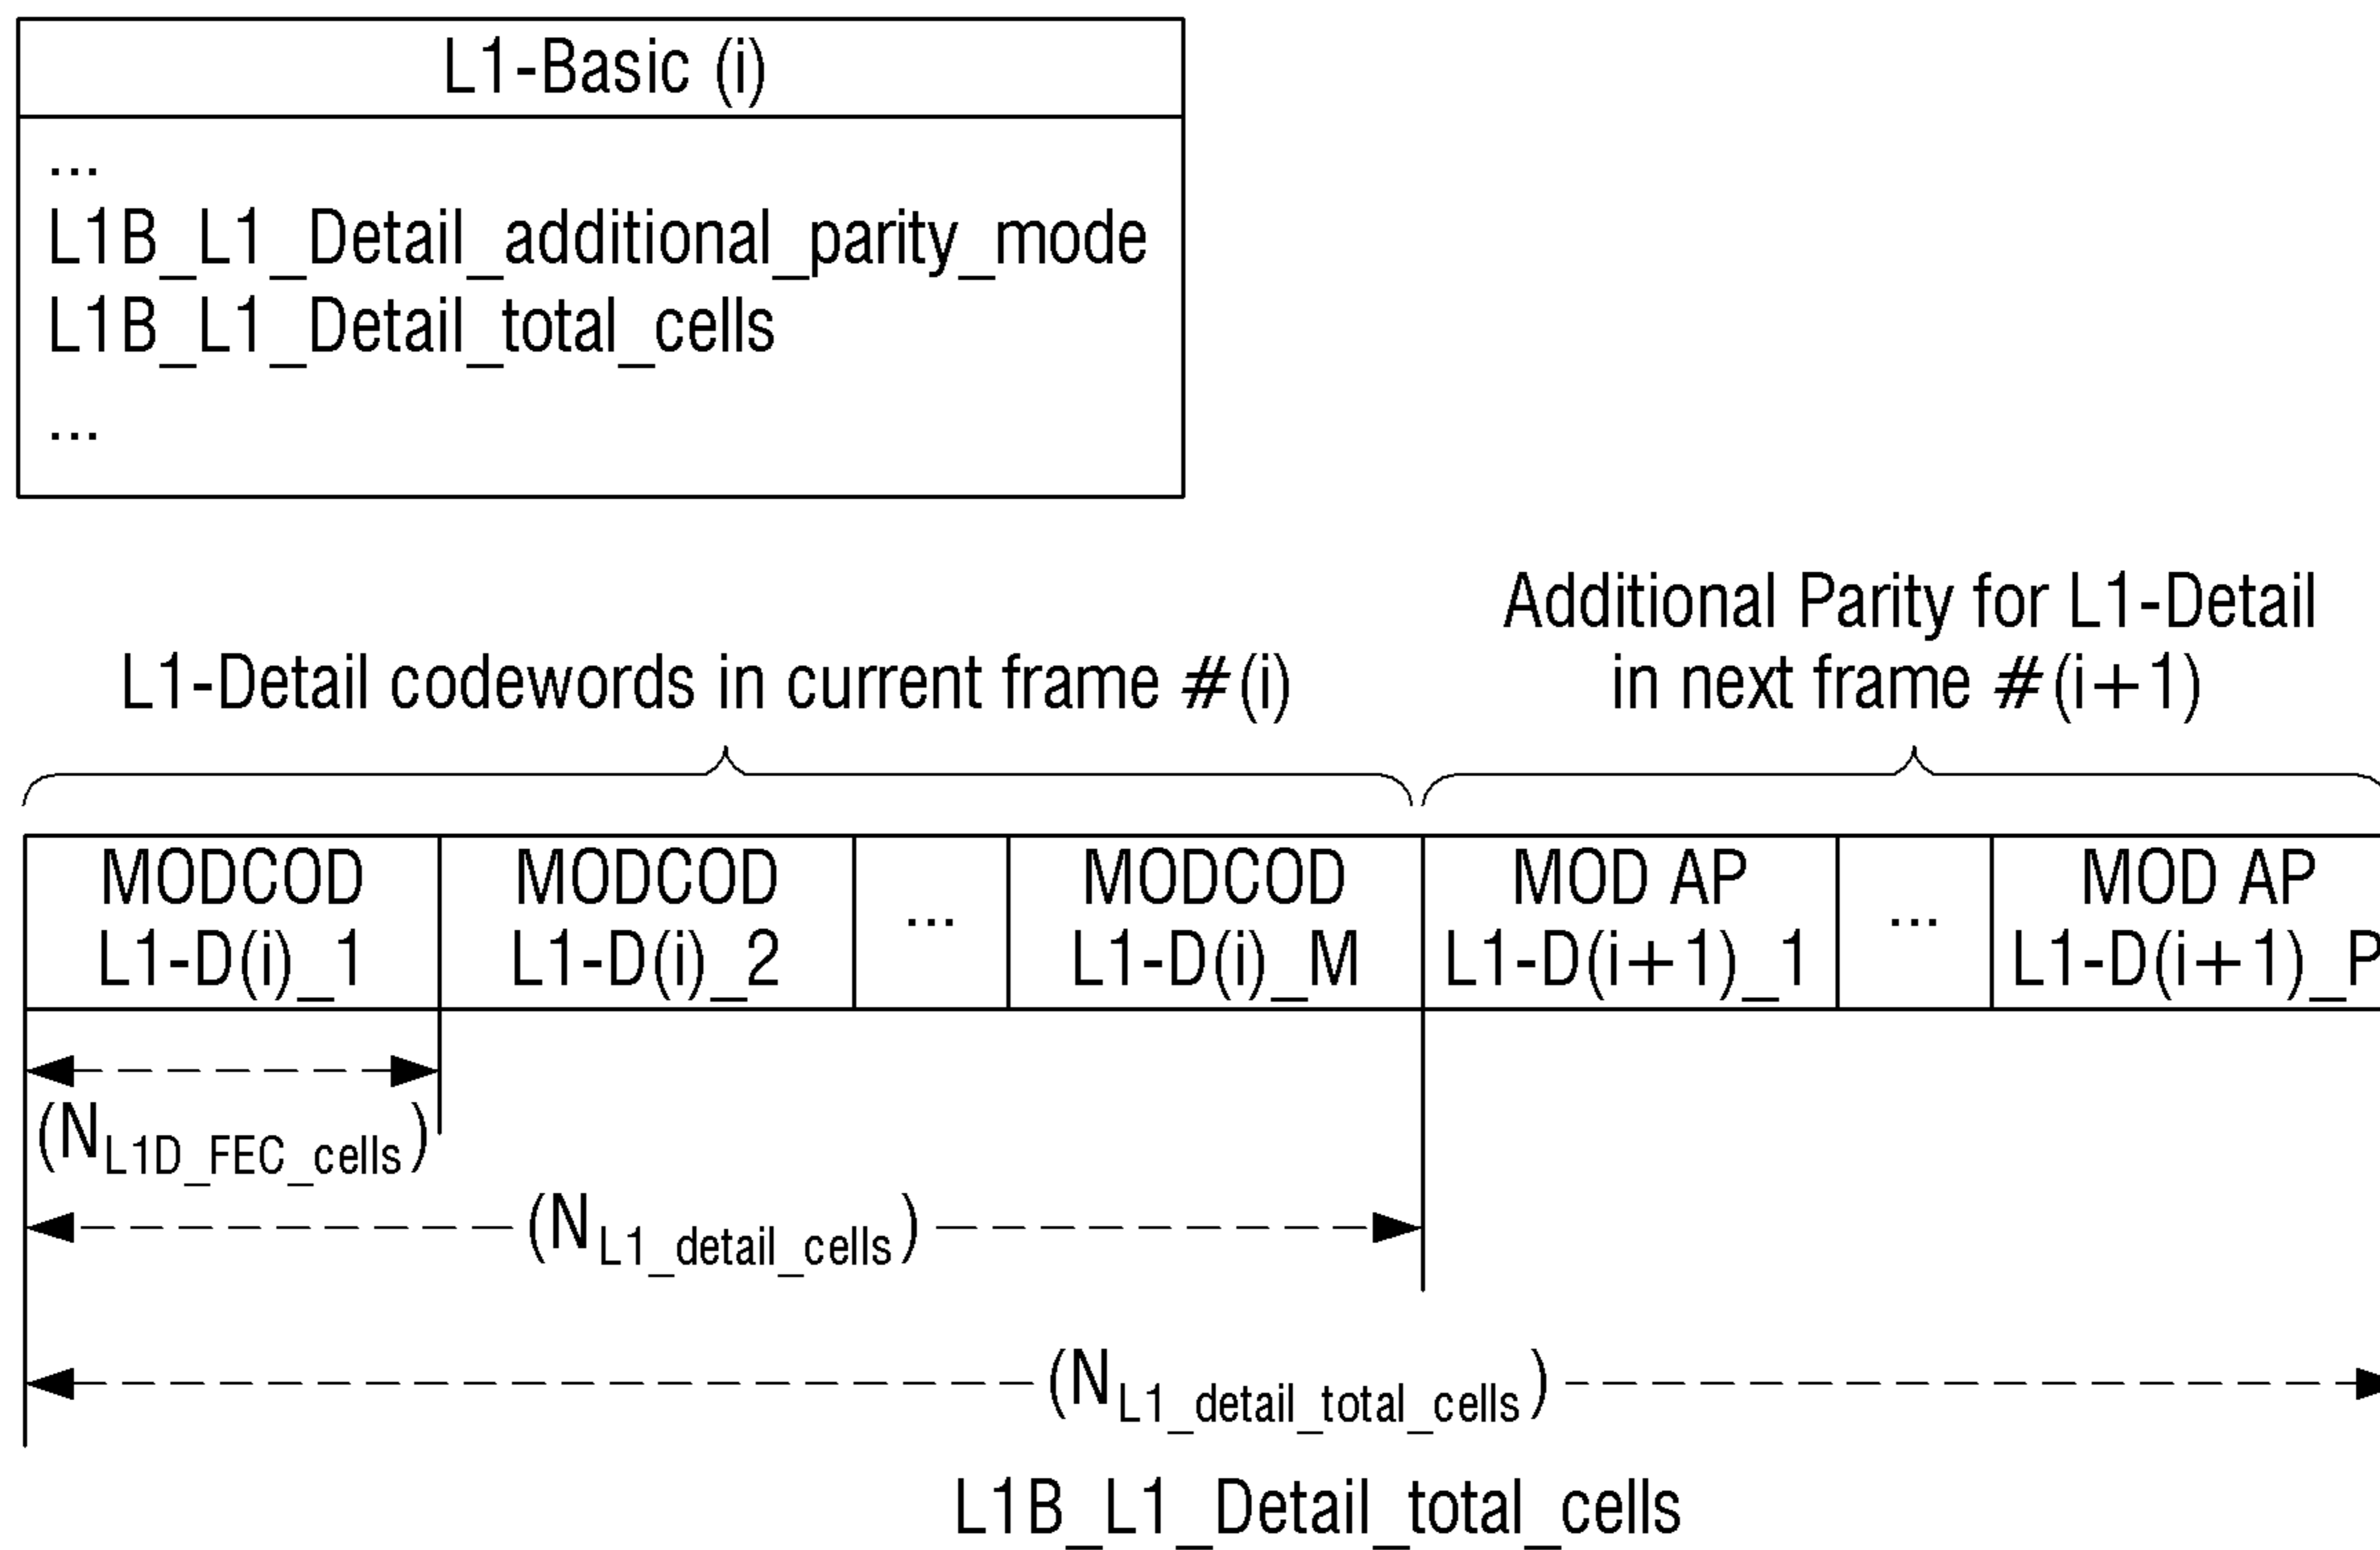 L1-Basic (i)
...
L1B_L1_Detail_additional_parity_mode
L1B_L1_Detail_total_cells
...
Additional Parity for L1-Detail
L1-Detail codewords in current frame #(i)
in next frame #(i+1)
MODCOD MODCOD ... MODCOD MOD AP ... MOD AP
L1-D(i)_1 L1-D(i)_2 L1-D(i)_M L1-D(i+1)_1 L1-D(i+1)_P
(NL1D_FEC_cells)
(NL1_detail_cells)
(NL1_detail_total_cells)
L1B_L1_Detail_total_cells